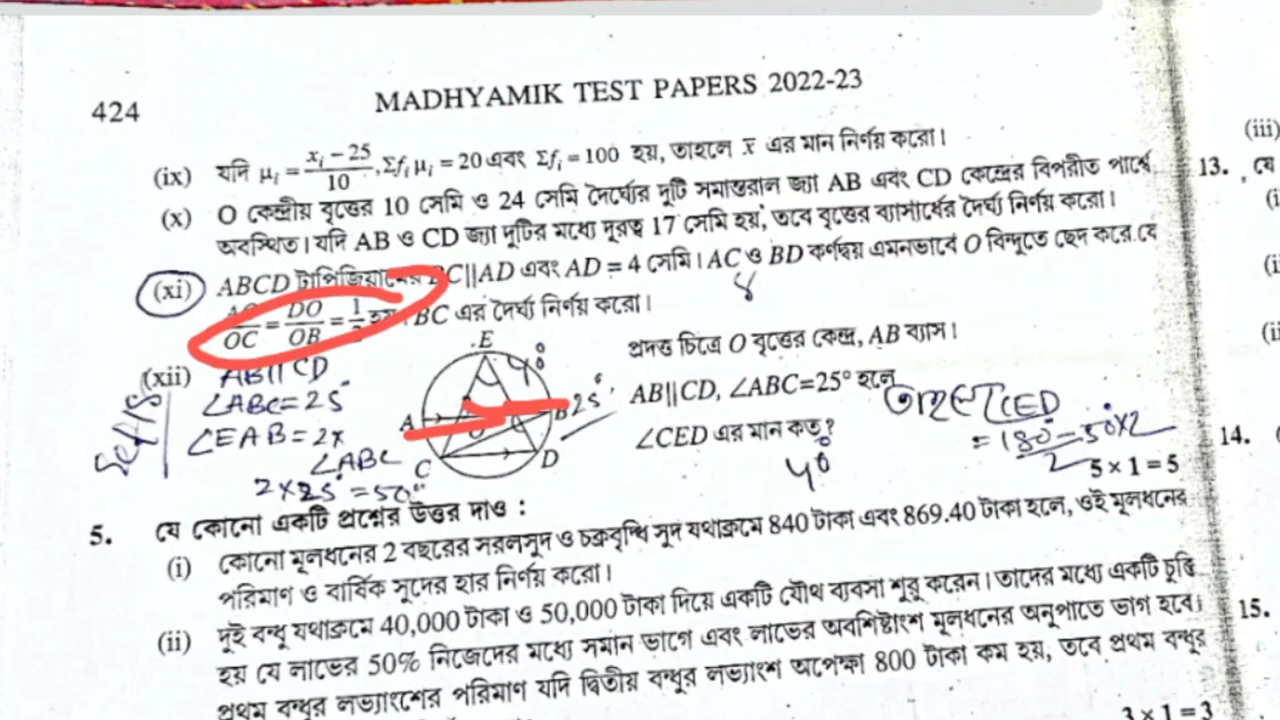 424
MADHYAMIK TEST PAPERS 2022-23
(ix) যদি μi = (xi − 25)/10, Σfi μi = 20 এবং Σfi = 100 হয়, তাহলে x̄ এর মান নির্ণয় করো।
(x) O কেন্দ্রীয় বৃত্তের 10 সেমি ও 24 সেমি দৈর্ঘ্যের দুটি সমান্তরাল জ্যা AB এবং CD কেন্দ্রের বিপরীত পার্শ্বে
অবস্থিত। যদি AB ও CD জ্যা দুটির মধ্যে দূরত্ব 17 সেমি হয়, তবে বৃত্তের ব্যাসার্ধের দৈর্ঘ্য নির্ণয় করো।
(xi) ABCD ট্রাপিজিয়ামের BC||AD এবং AD = 4 সেমি। AC ও BD কর্ণদ্বয় এমনভাবে O বিন্দুতে ছেদ করে যে
8
OC = DO/OB = 1 হয়। BC এর দৈর্ঘ্য নির্ণয় করো।
(xii) প্রদত্ত চিত্রে O বৃত্তের কেন্দ্র, AB ব্যাস।
AB||CD, ∠ABC=25° হলে
∠CED এর মান কত?
AB||CD
∠ABC=25°
∠EAB=2x
∠ABC
2×25°=50°
E
40°
A
B 25°
O
C
D
40°
CED
= 180-50×2
2
5 × 1 = 5
5. যে কোনো একটি প্রশ্নের উত্তর দাও :
(i) কোনো মূলধনের 2 বছরের সরলসুদ ও চক্রবৃদ্ধি সুদ যথাক্রমে 840 টাকা এবং 869.40 টাকা হলে, ওই মূলধনের
পরিমাণ ও বার্ষিক সুদের হার নির্ণয় করো।
(ii) দুই বন্ধু যথাক্রমে 40,000 টাকা ও 50,000 টাকা দিয়ে একটি যৌথ ব্যবসা শুরু করেন। তাদের মধ্যে একটি চুক্তি
হয় যে লাভের 50% নিজেদের মধ্যে সমান ভাগে এবং লাভের অবশিষ্টাংশ মূলধনের অনুপাতে ভাগ হবে।
প্রথম বন্ধুর লভ্যাংশের পরিমাণ যদি দ্বিতীয় বন্ধুর লভ্যাংশ অপেক্ষা 800 টাকা কম হয়, তবে প্রথম বন্ধুর
3 × 1 = 3
(iii)
13. যে
(i
(i
(ii
14.
15.